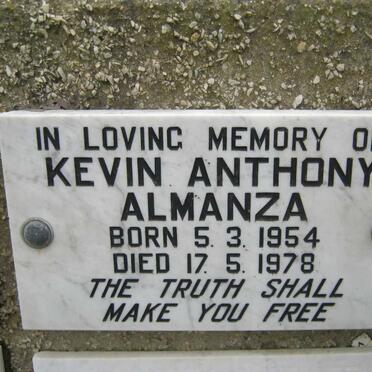 IN LOVING MEMORY O
KEVIN ANTHONY
ALMANZA
BORN 5. 3. 1954
DIED 17. 5. 1978
THE TRUTH SHALL
MAKE YOU FREE